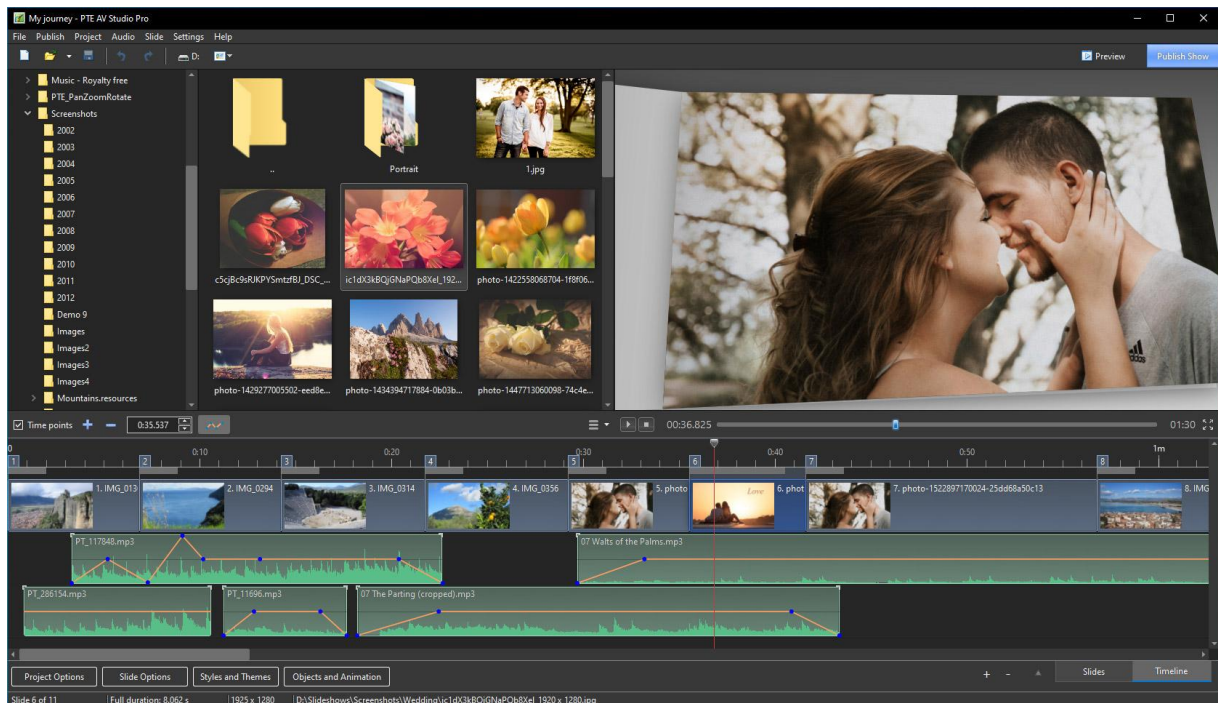 My journey - PTE AV Studio Pro
File Publish Project Audio Slide Settings Help
D: Preview Publish Show
Music - Royalty free
PTE_PanZoomRotate
Screenshots
2002
2003
2004
2005
2006
2007
2008
2009
2010
2011
2012
Demo 9
Images
Images2
Images3
Images4
Mountains.resources
.. Portrait 1.jpg
c5cjBc9sRJKPYSmtzfBJ_DSC_... ic1dX3kBQjGNaPQb8XeI_192... photo-1422558068704-1f8f06...
photo-1429277005502-eed8e... photo-1434394717884-0b03b... photo-1447713060098-74c4e...
adidas
Time points 0:35.537 00:36.825 01:30
0 0:10 0:20 0:30 0:40 0:50 1m
1 2 3 4 5 6 7 8
1. IMG_013 2. IMG_0294 3. IMG_0314 4. IMG_0356 5. photo Love 6. phot 7. photo-1522897170024-25dd68a50c13 8. IMG
PT_117848.mp3 07 Walts of the Palms.mp3
PT_286154.mp3 PT_11696.mp3 07 The Parting (cropped).mp3
Project Options Slide Options Styles and Themes Objects and Animation + - Slides Timeline
Slide 6 of 11 Full duration: 8.062 s 1925 x 1280 D:\Slideshows\Screenshots\Wedding\ic1dX3kBQjGNaPQb8XeI_1920 x 1280.jpg